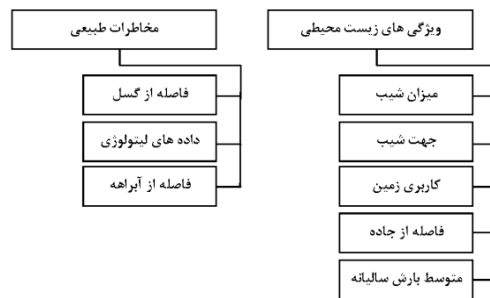 ویژگی های زیست محیطی
میزان شیب
جهت شیب
کاربری زمین
فاصله از جاده
متوسط بارش سالیانه
مخاطرات طبیعی
فاصله از گسل
داده های لیتولوژی
فاصله از آبراهه